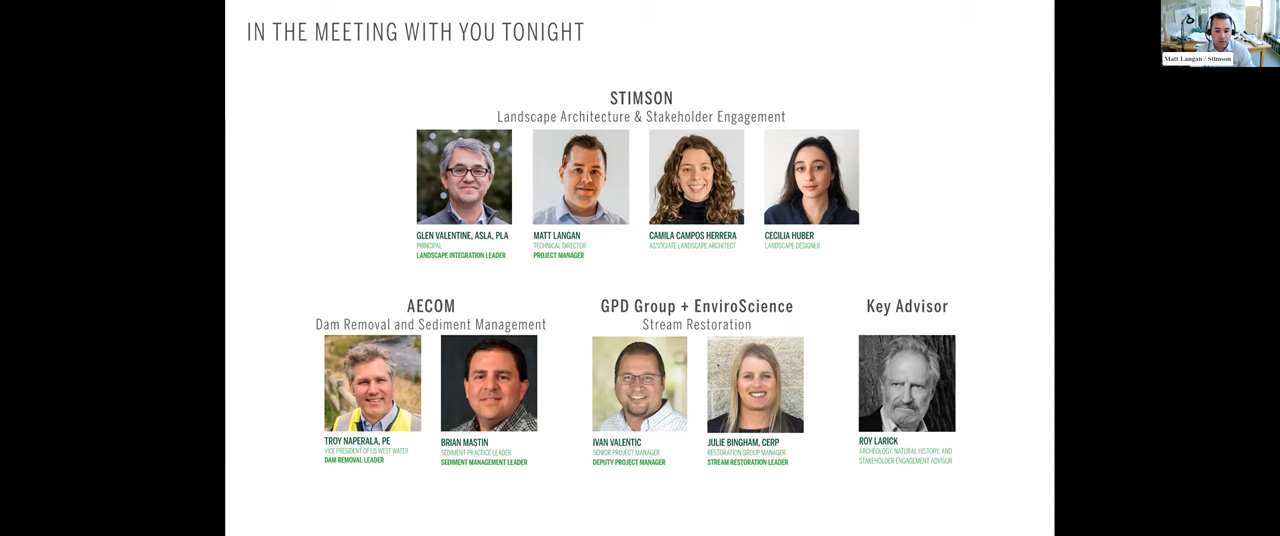 IN THE MEETING WITH YOU TONIGHT
Matt Langan / Stimson
STIMSON
Landscape Architecture & Stakeholder Engagement
GLEN VALENTINE, ASLA, PLA
PRINCIPAL
LANDSCAPE INTEGRATION LEADER
MATT LANGAN
TECHNICAL DIRECTOR
PROJECT MANAGER
CAMILA CAMPOS HERRERA
ASSOCIATE LANDSCAPE ARCHITECT
CECILIA HUBER
LANDSCAPE DESIGNER
AECOM
Dam Removal and Sediment Management
TROY NAPERALA, PE
VICE PRESIDENT OF US WEST WATER
DAM REMOVAL LEADER
BRIAN MASTIN
SEDIMENT PRACTICE LEADER
SEDIMENT MANAGEMENT LEADER
GPD Group + EnviroScience
Stream Restoration
IVAN VALENTIC
SENIOR PROJECT MANAGER
DEPUTY PROJECT MANAGER
JULIE BINGHAM, CERP
RESTORATION GROUP MANAGER
STREAM RESTORATION LEADER
Key Advisor
ROY LARICK
ARCHEOLOGY, NATURAL HISTORY, AND
STAKEHOLDER ENGAGEMENT ADVISOR